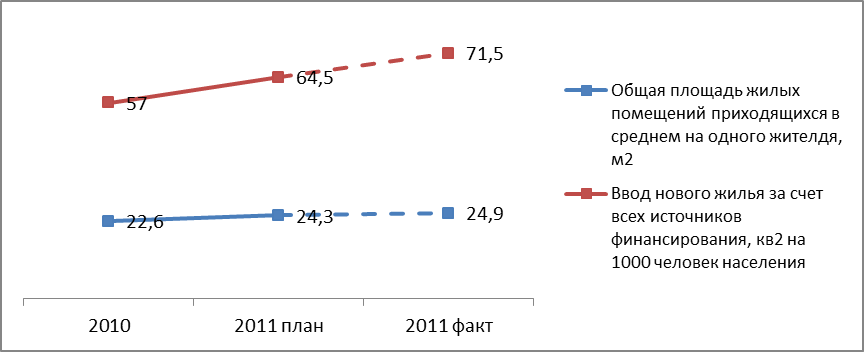 71,5
64,5
57
24,9
24,3
22,6
2010
2011 план
2011 факт
Общая площадь жилых
помещений приходящихся в
среднем на одного жителдя,
м2
Ввод нового жилья за счет
всех источников
финансирования, кв2 на
1000 человек населения